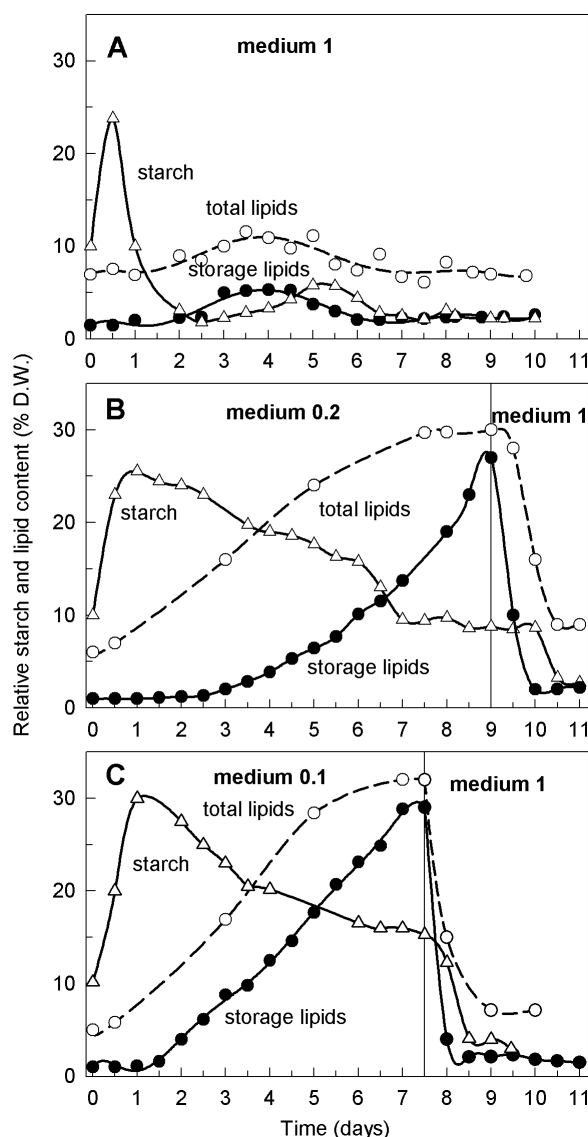 Relative starch and lipid content (% D.W.)
A
medium 1
30
20
10
0
starch
total lipids
storage lipids
0 1 2 3 4 5 6 7 8 9 10 11
B
medium 0.2
medium 1
30
20
10
0
starch
total lipids
storage lipids
0 1 2 3 4 5 6 7 8 9 10 11
C
medium 0.1
medium 1
30
20
10
0
total lipids
starch
storage lipids
0 1 2 3 4 5 6 7 8 9 10 11
Time (days)